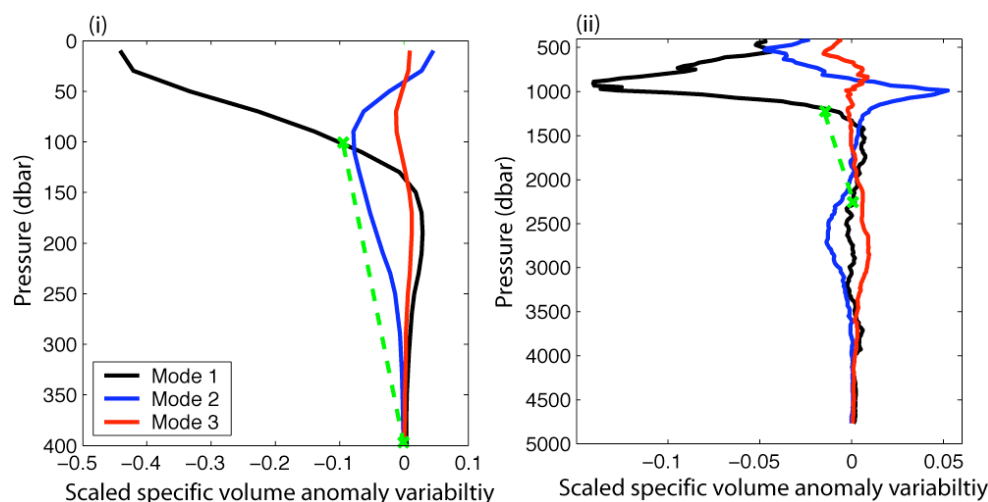 (i)
0
50
100
150
200
250
300
350
400
Pressure (dbar)
Mode 1
Mode 2
Mode 3
−0.5 −0.4 −0.3 −0.2 −0.1 0 0.1
Scaled specific volume anomaly variabiltiy
(ii)
500
1000
1500
2000
2500
3000
3500
4000
4500
5000
Pressure (dbar)
−0.1 −0.05 0 0.05
Scaled specific volume anomaly variabiltiy